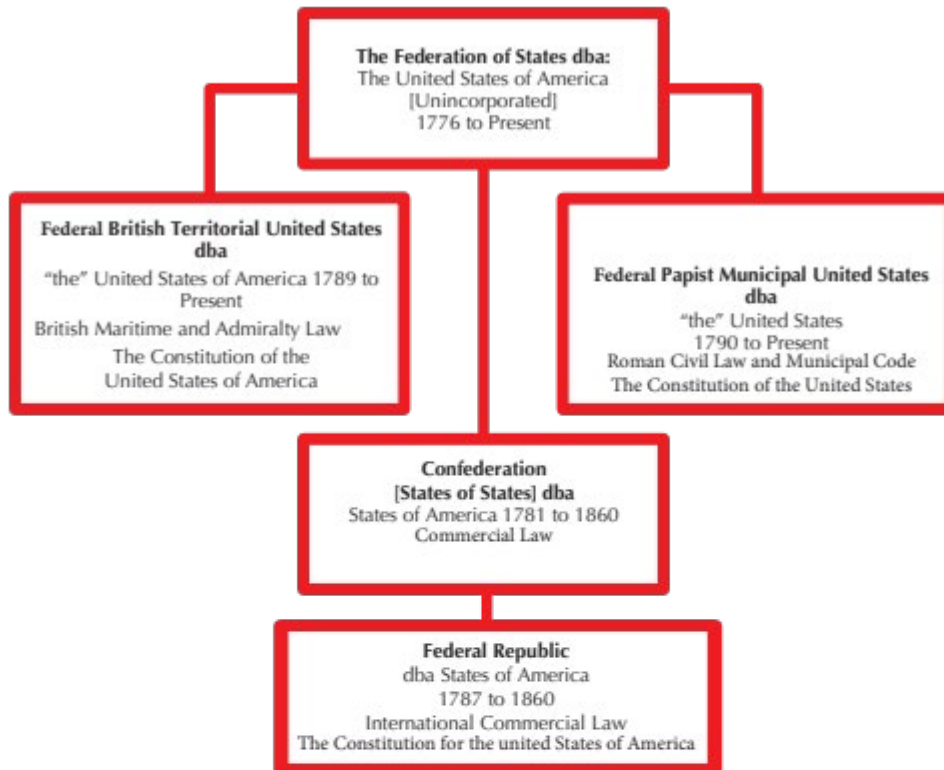 The Federation of States dba:
The United States of America
[Unincorporated]
1776 to Present
Federal British Territorial United States
dba
“the” United States of America 1789 to
Present
British Maritime and Admiralty Law
The Constitution of the
United States of America
Federal Papist Municipal United States
dba
“the” United States
1790 to Present
Roman Civil Law and Municipal Code
The Constitution of the United States
Confederation
[States of States] dba
States of America 1781 to 1860
Commercial Law
Federal Republic
dba States of America
1787 to 1860
International Commercial Law
The Constitution for the united States of America